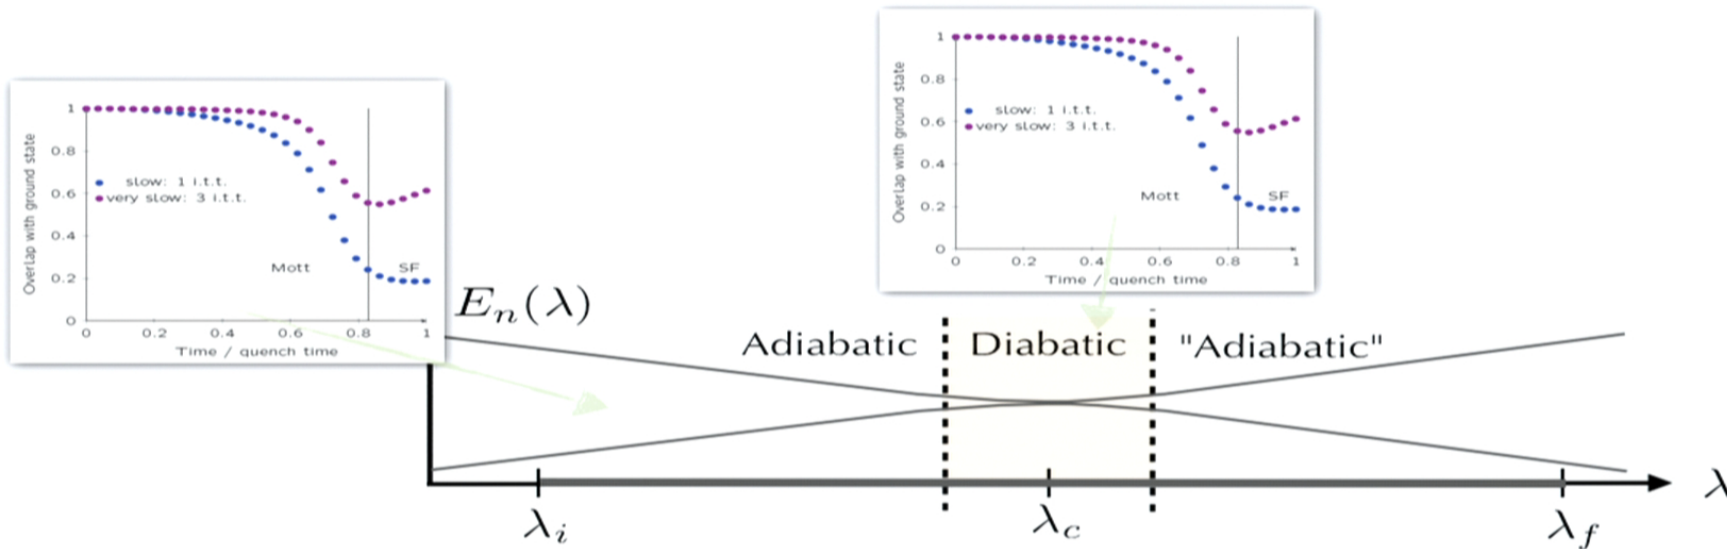 1
0.8
0.6
0.4
0.2
0
Overlap with ground state
slow: 1 i.t.t.
very slow: 3 i.t.t.
Mott
SF
0 0.2 0.4 0.6 0.8 1
Time / quench time
1
0.8
0.6
0.4
0.2
0
Overlap with ground state
slow: 1 i.t.t.
very slow: 3 i.t.t.
Mott
SF
0 0.2 0.4 0.6 0.8 1
Time / quench time
Eₙ(λ)
Adiabatic
Diabatic
"Adiabatic"
λᵢ
λ_c
λ_f
λ